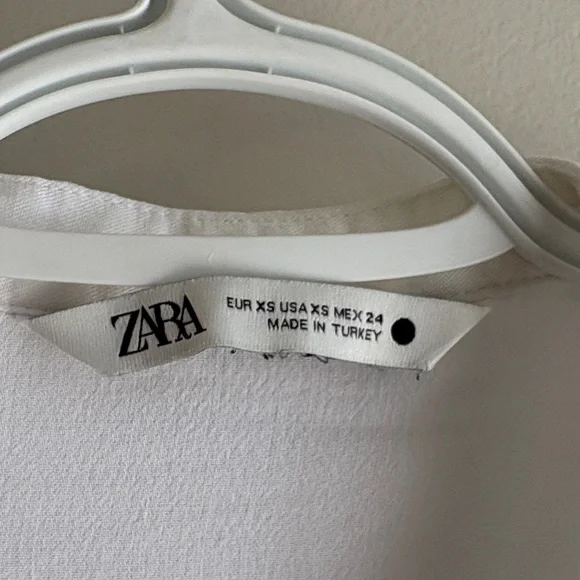 ZARA
EUR XS USA XS MEX 24
MADE IN TURKEY